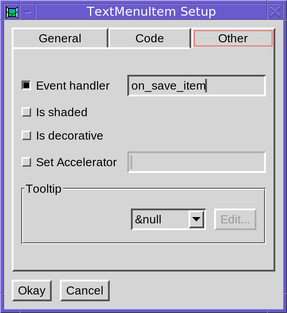 TextMenuItem Setup
General Code Other
Event handler on_save_item
Is shaded
Is decorative
Set Accelerator
Tooltip
&null Edit...
Okay Cancel